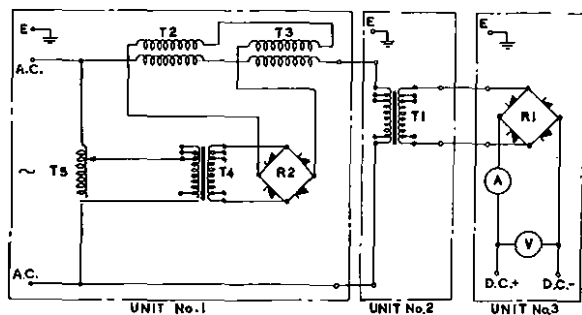 E
T2
T3
E
E
A.C.
T1
R1
~
T5
T4
R2
A
V
A.C.
D.C.+
D.C.-
UNIT No.1
UNIT No.2
UNIT No.3